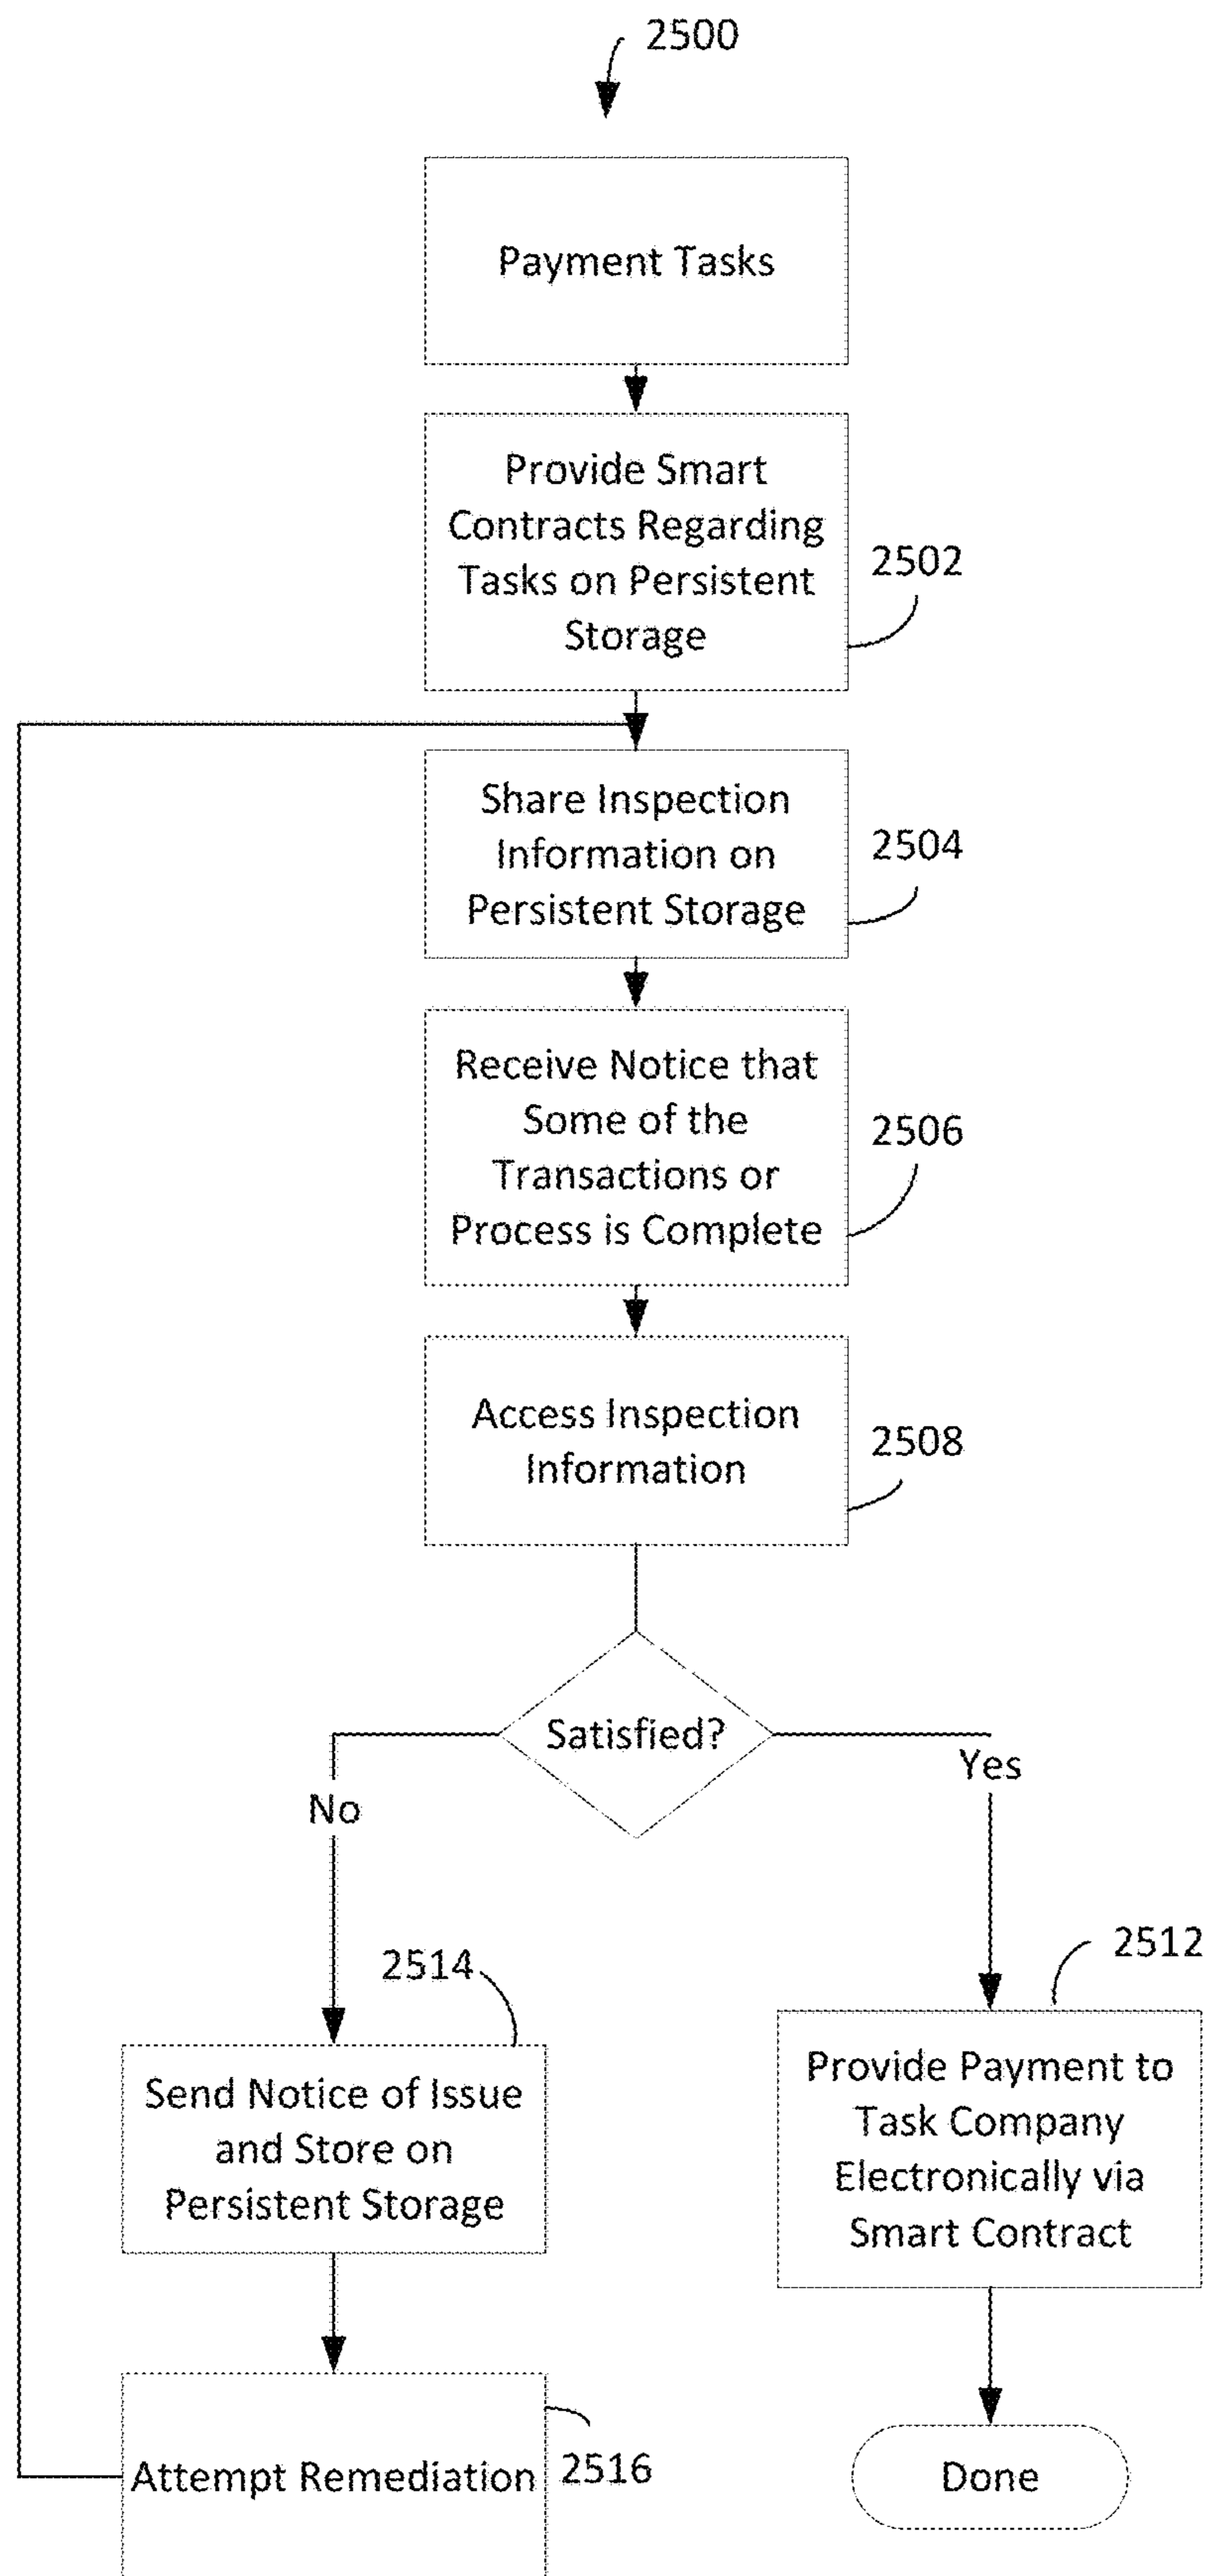 2500
Payment Tasks
Provide Smart
Contracts Regarding
Tasks on Persistent
Storage
2502
Share Inspection
Information on
Persistent Storage
2504
Receive Notice that
Some of the
Transactions or
Process is Complete
2506
Access Inspection
Information
2508
Satisfied?
No
Yes
2514
Send Notice of Issue
and Store on
Persistent Storage
2512
Provide Payment to
Task Company
Electronically via
Smart Contract
Attempt Remediation
2516
Done